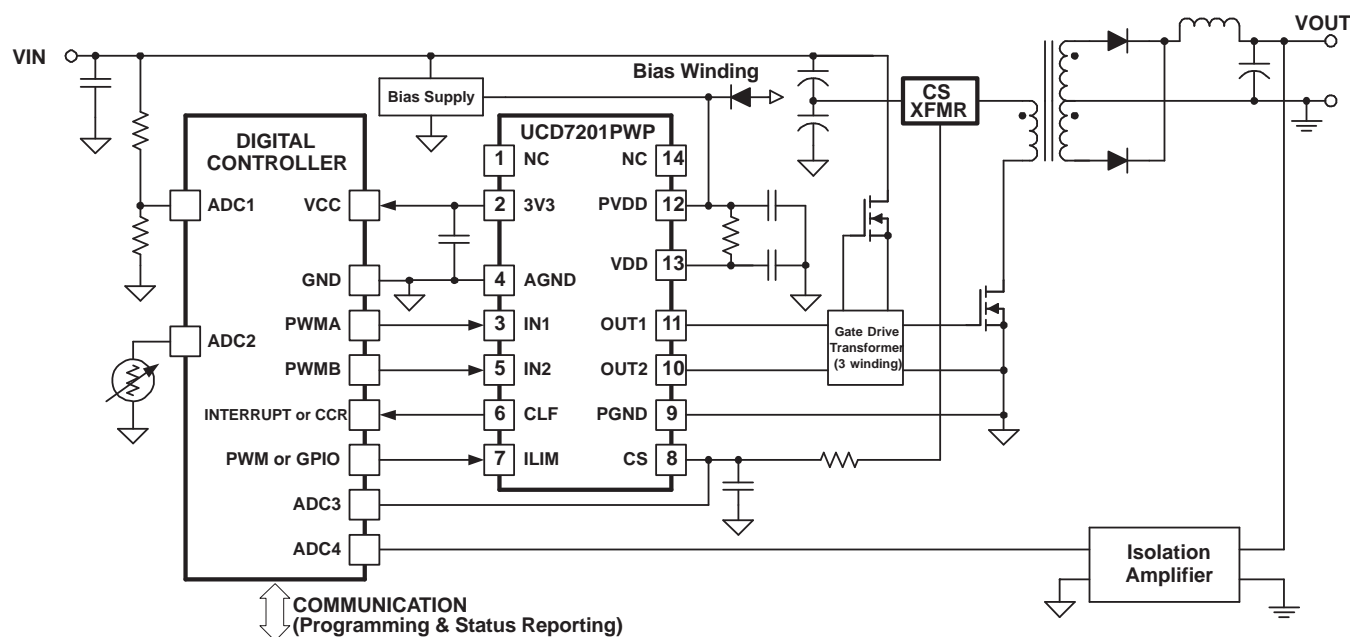 VIN
VOUT
Bias Winding
Bias Supply
CS
XFMR
UCD7201PWP
DIGITAL
CONTROLLER
1 NC
NC 14
ADC1
VCC
2 3V3
PVDD 12
VDD 13
GND
4 AGND
PWMA
3 IN1
OUT1 11
Gate Drive
Transformer
(3 winding)
ADC2
PWMB
5 IN2
OUT2 10
INTERRUPT or CCR
6 CLF
PGND 9
PWM or GPIO
7 ILIM
CS 8
ADC3
ADC4
Isolation
Amplifier
COMMUNICATION
(Programming & Status Reporting)